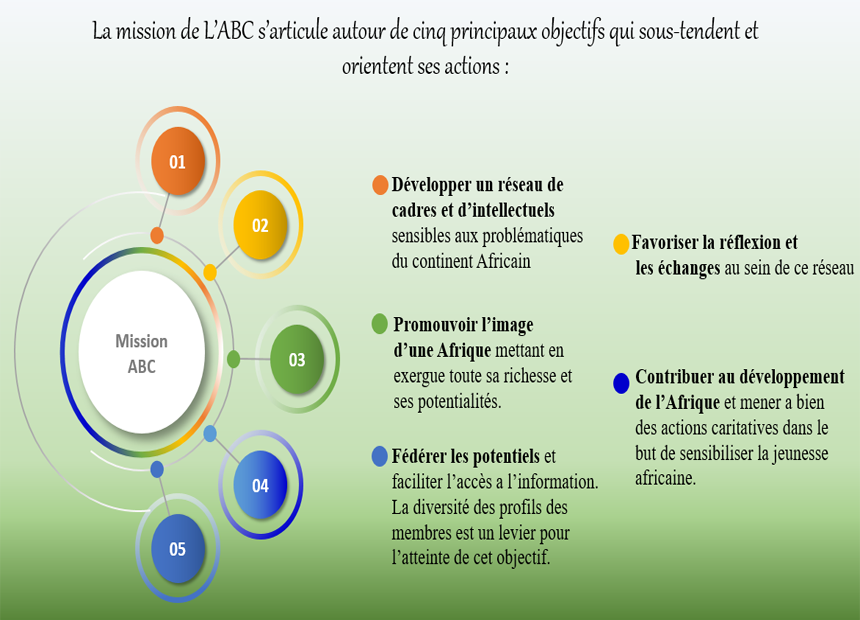 La mission de L'ABC s'articule autour de cinq principaux objectifs qui sous-tendent et
orientent ses actions :
01
02
03
04
05
Mission
ABC
Développer un réseau de
cadres et d'intellectuels
sensibles aux problématiques
du continent Africain
Favoriser la réflexion et
les échanges au sein de ce réseau
Promouvoir l'image
d'une Afrique mettant en
exergue toute sa richesse et
ses potentialités.
Contribuer au développement
de l'Afrique et mener a bien
des actions caritatives dans le
but de sensibiliser la jeunesse
africaine.
Fédérer les potentiels et
faciliter l'accès a l'information.
La diversité des profils des
membres est un levier pour
l'atteinte de cet objectif.